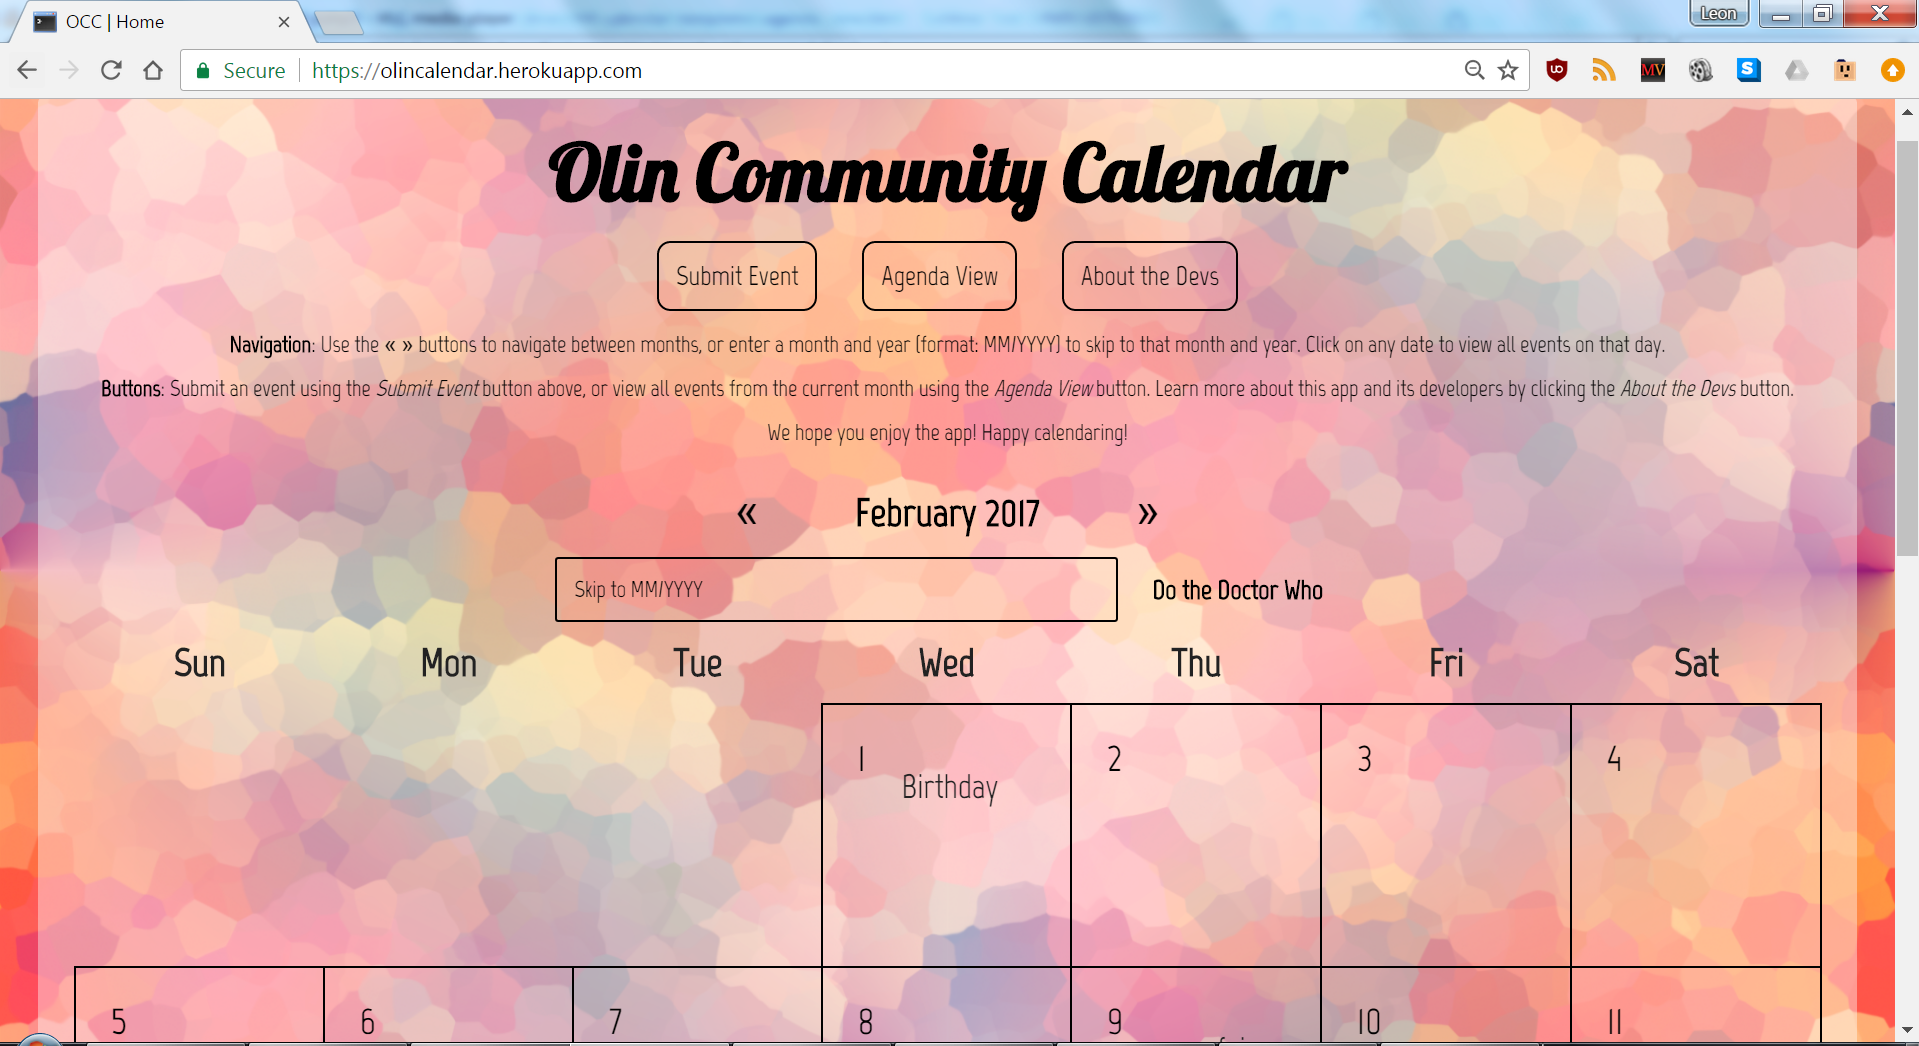 OCC | Home
Leon
Secure
https://olincalendar.herokuapp.com
Olin Community Calendar
Submit Event
Agenda View
About the Devs
Navigation: Use the « » buttons to navigate between months, or enter a month and year (format: MM/YYYY) to skip to that month and year. Click on any date to view all events on that day.
Buttons: Submit an event using the Submit Event button above, or view all events from the current month using the Agenda View button. Learn more about this app and its developers by clicking the About the Devs button.
We hope you enjoy the app! Happy calendaring!
« February 2017 »
Skip to MM/YYYY
Do the Doctor Who
Sun Mon Tue Wed Thu Fri Sat
1 2 3 4
Birthday
5 6 7 8 9 10 11